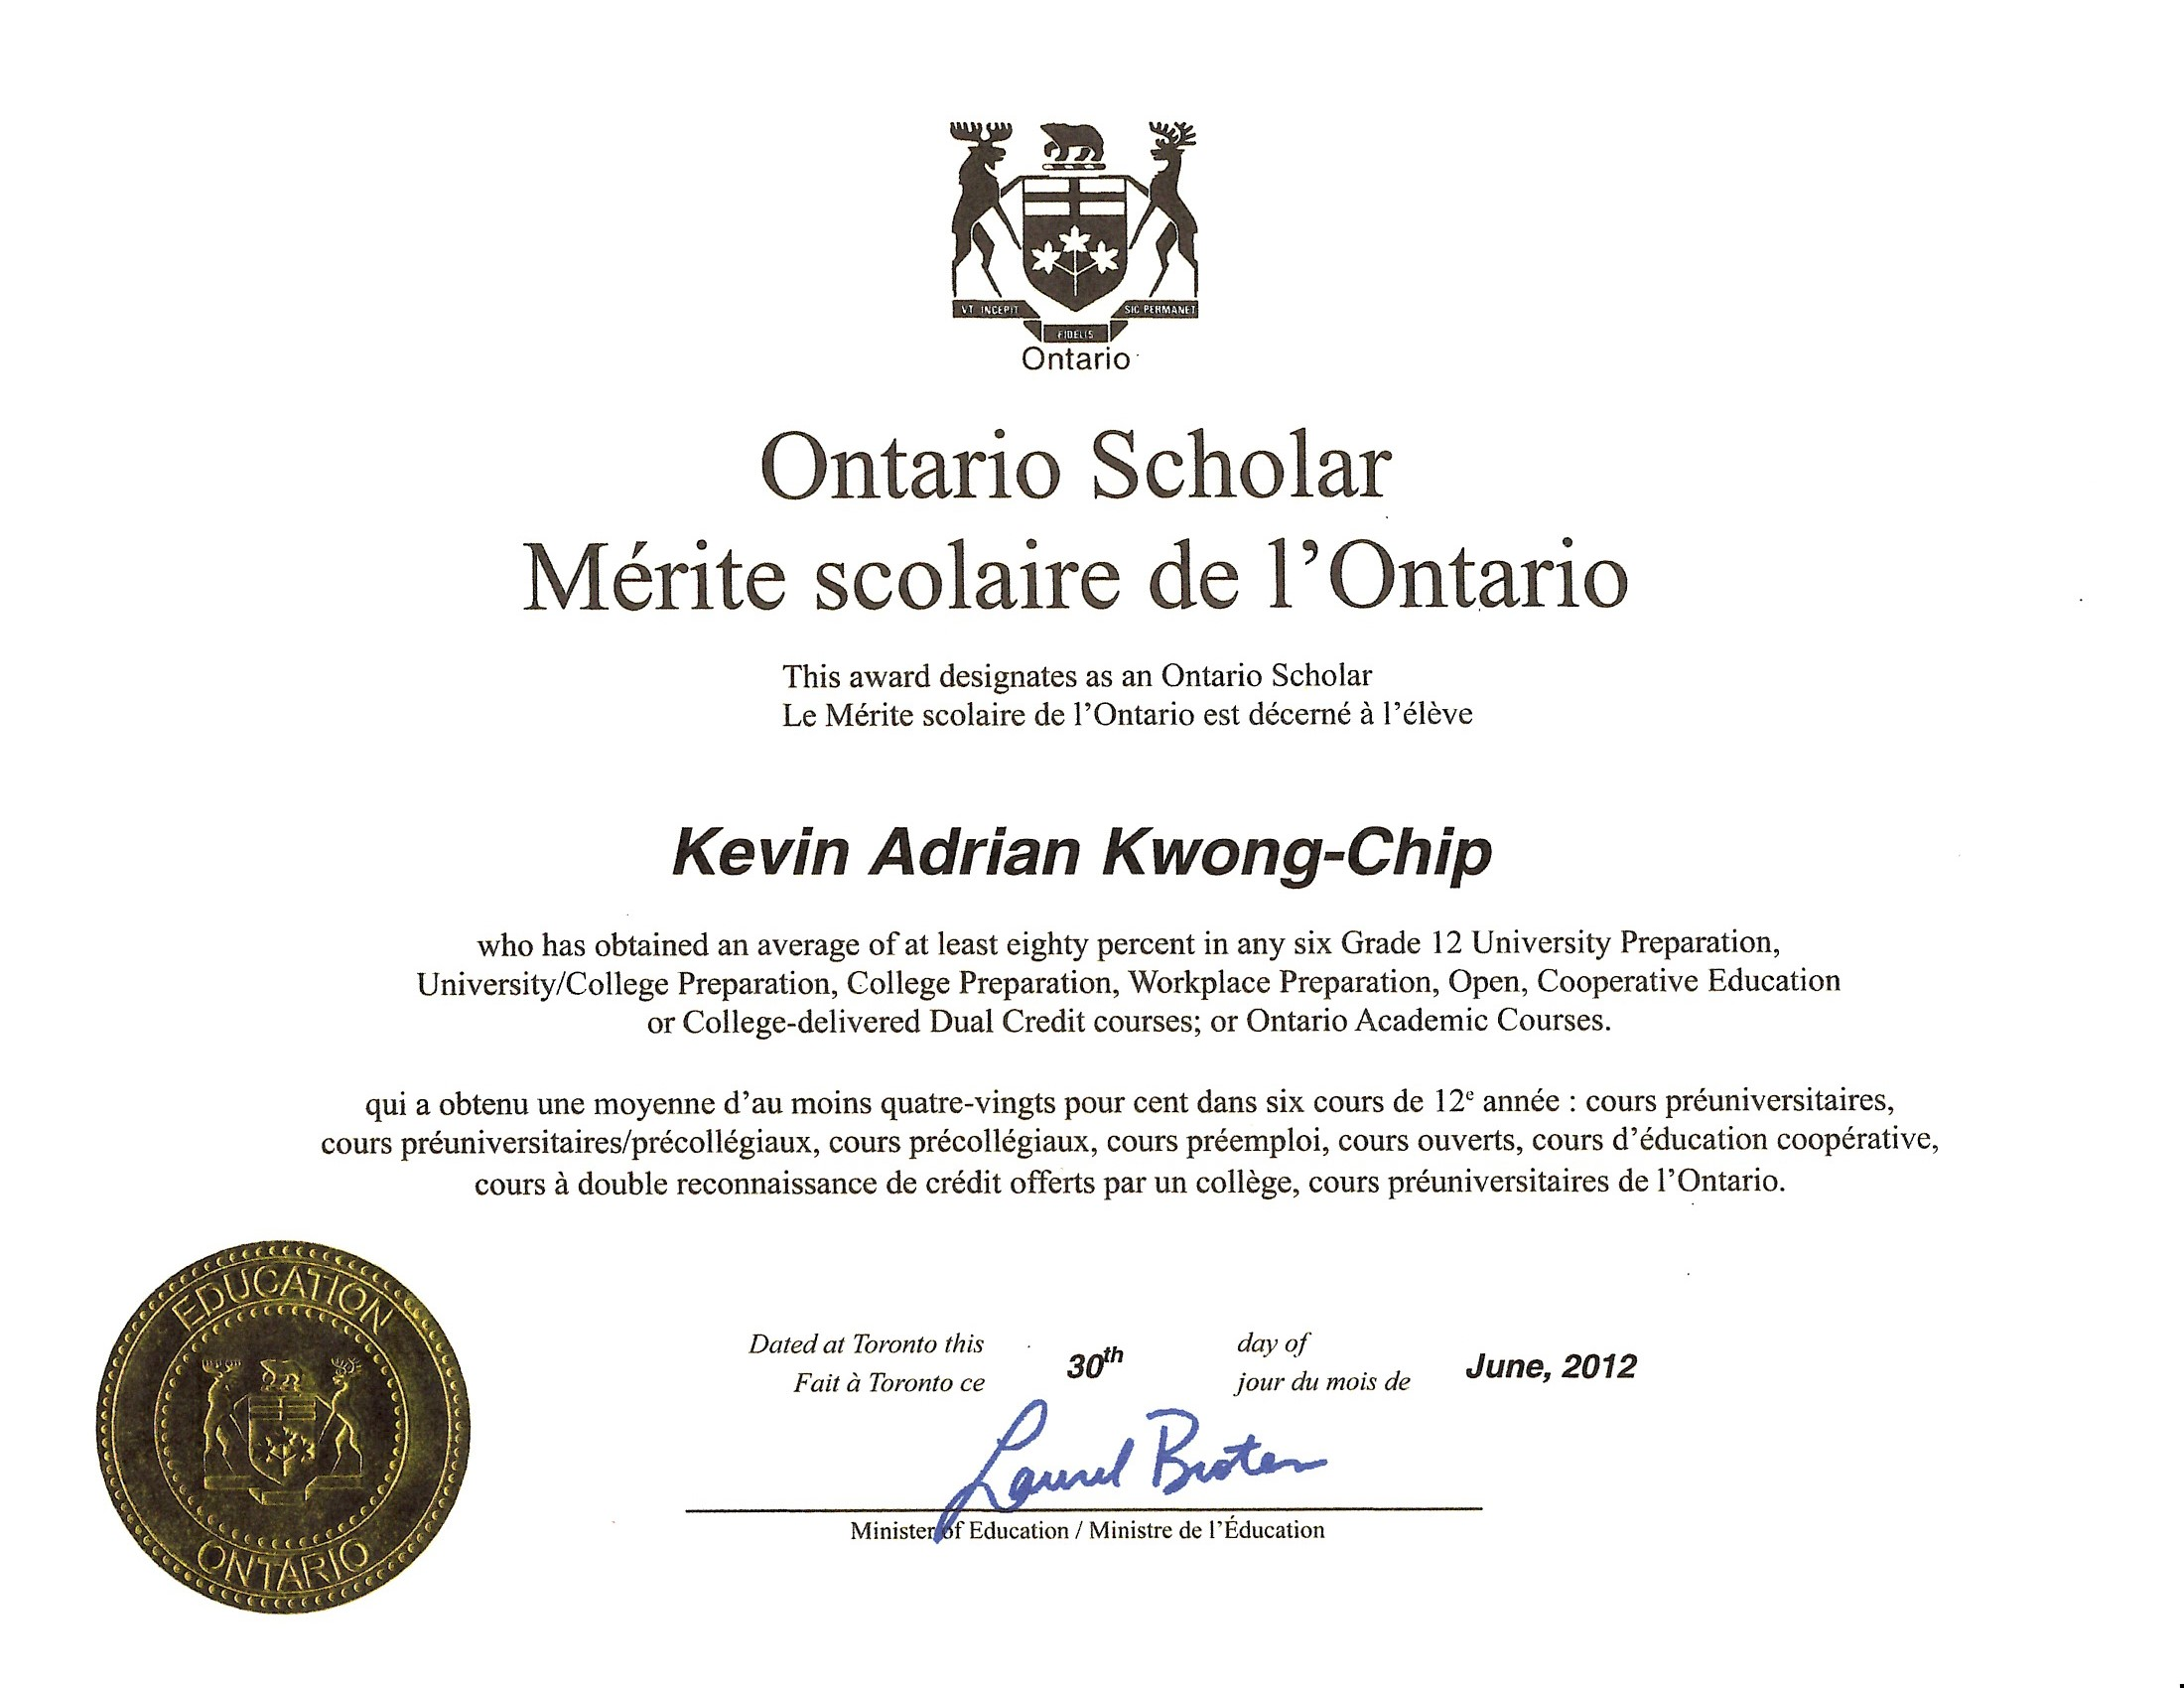 VT INCEPIT
SIC PERMANET
FIDELIS
Ontario
Ontario Scholar
Mérite scolaire de l'Ontario
This award designates as an Ontario Scholar
Le Mérite scolaire de l'Ontario est décerné à l'élève
Kevin Adrian Kwong-Chip
who has obtained an average of at least eighty percent in any six Grade 12 University Preparation,
University/College Preparation, College Preparation, Workplace Preparation, Open, Cooperative Education
or College-delivered Dual Credit courses; or Ontario Academic Courses.
qui a obtenu une moyenne d'au moins quatre-vingts pour cent dans six cours de 12e année : cours préuniversitaires,
cours préuniversitaires/précollégiaux, cours précollégiaux, cours préemploi, cours ouverts, cours d'éducation coopérative,
cours à double reconnaissance de crédit offerts par un collège, cours préuniversitaires de l'Ontario.
EDUCATION
ONTARIO
Dated at Toronto this 30th day of June, 2012
Fait à Toronto ce jour du mois de
Laurel Broten
Minister of Education / Ministre de l'Éducation